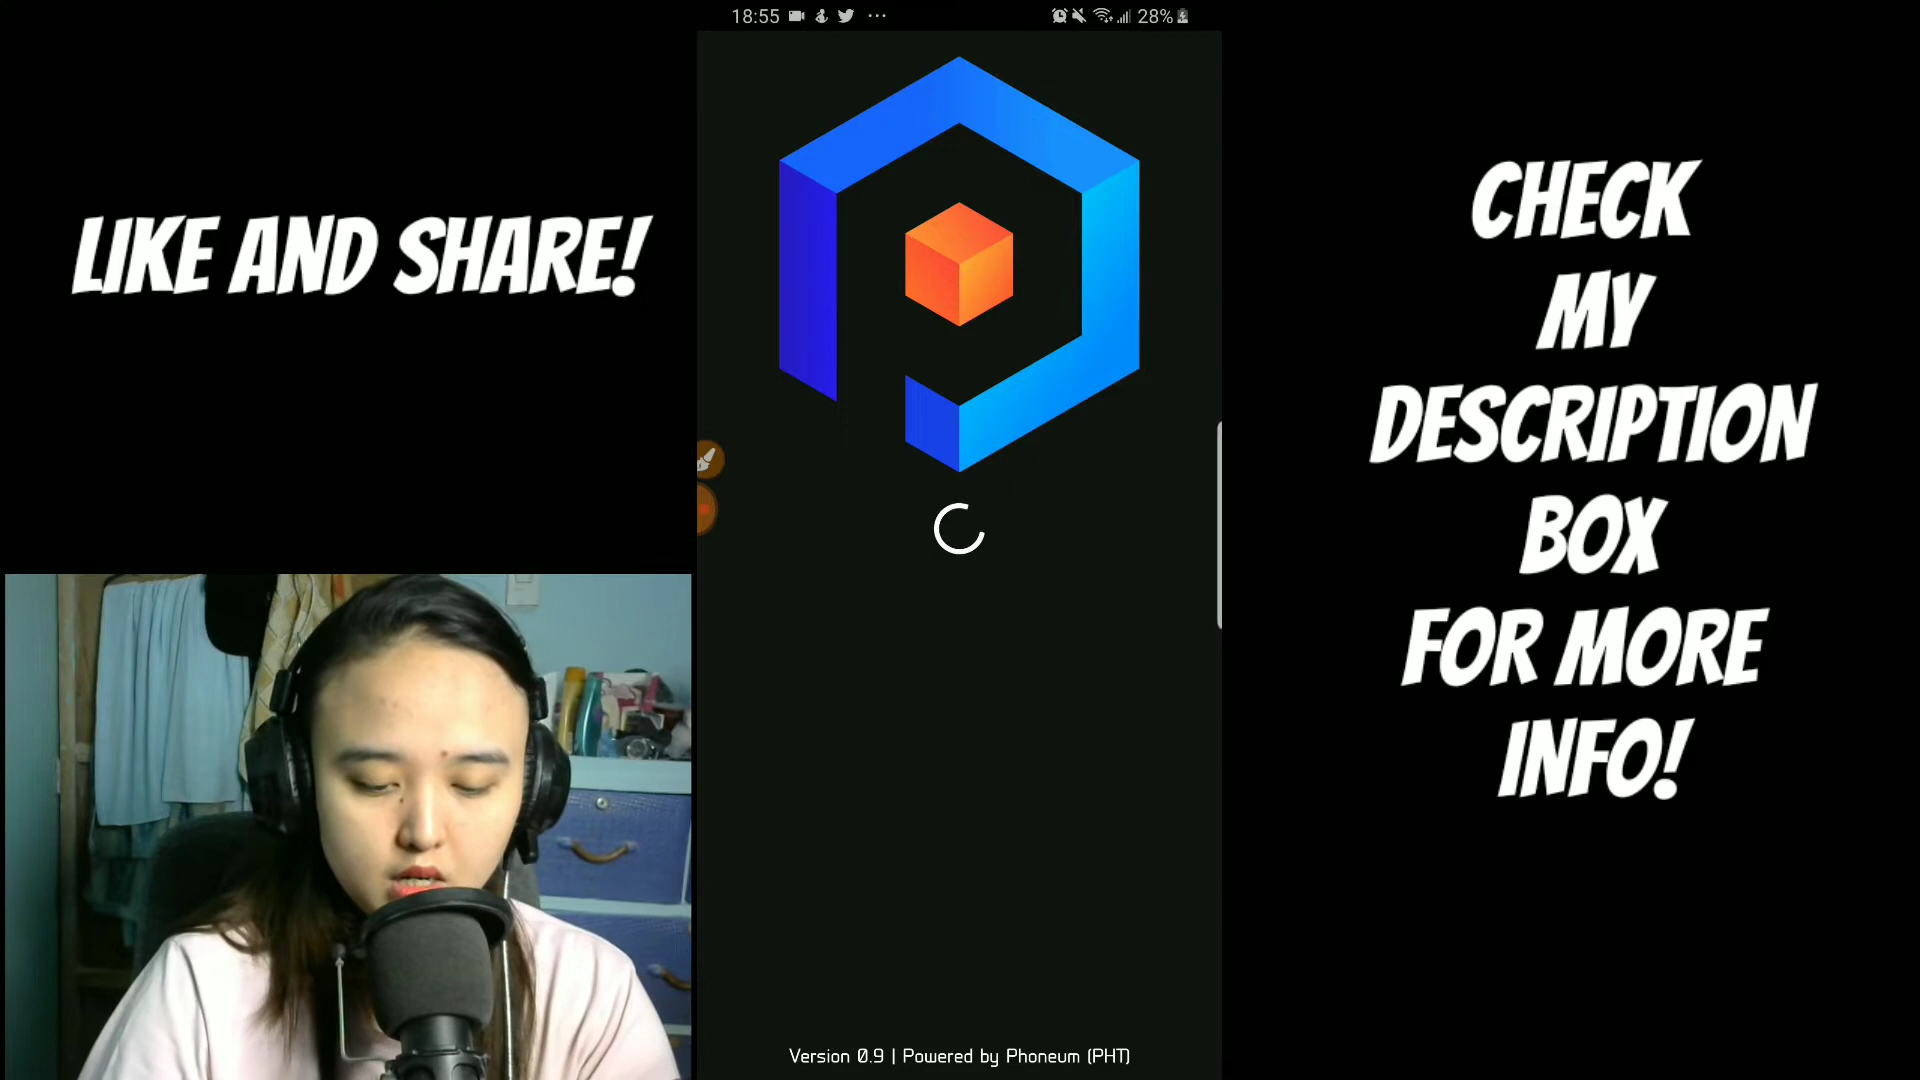 LIKE AND SHARE!
18:55
28%
CHECK
MY
DESCRIPTION
BOX
FOR MORE
INFO!
Version 0.9 | Powered by Phoneum (PHT)